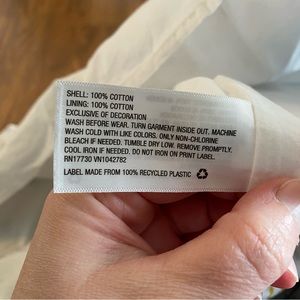 SHELL: 100% COTTON
LINING: 100% COTTON
EXCLUSIVE OF DECORATION
WASH BEFORE WEAR. TURN GARMENT INSIDE OUT. MACHINE
WASH COLD WITH LIKE COLORS. ONLY NON-CHLORINE
BLEACH IF NEEDED. TUMBLE DRY LOW. REMOVE PROMPTLY.
COOL IRON IF NEEDED. DO NOT IRON ON PRINT LABEL.
RN17730 VN1042782
LABEL MADE FROM 100% RECYCLED PLASTIC